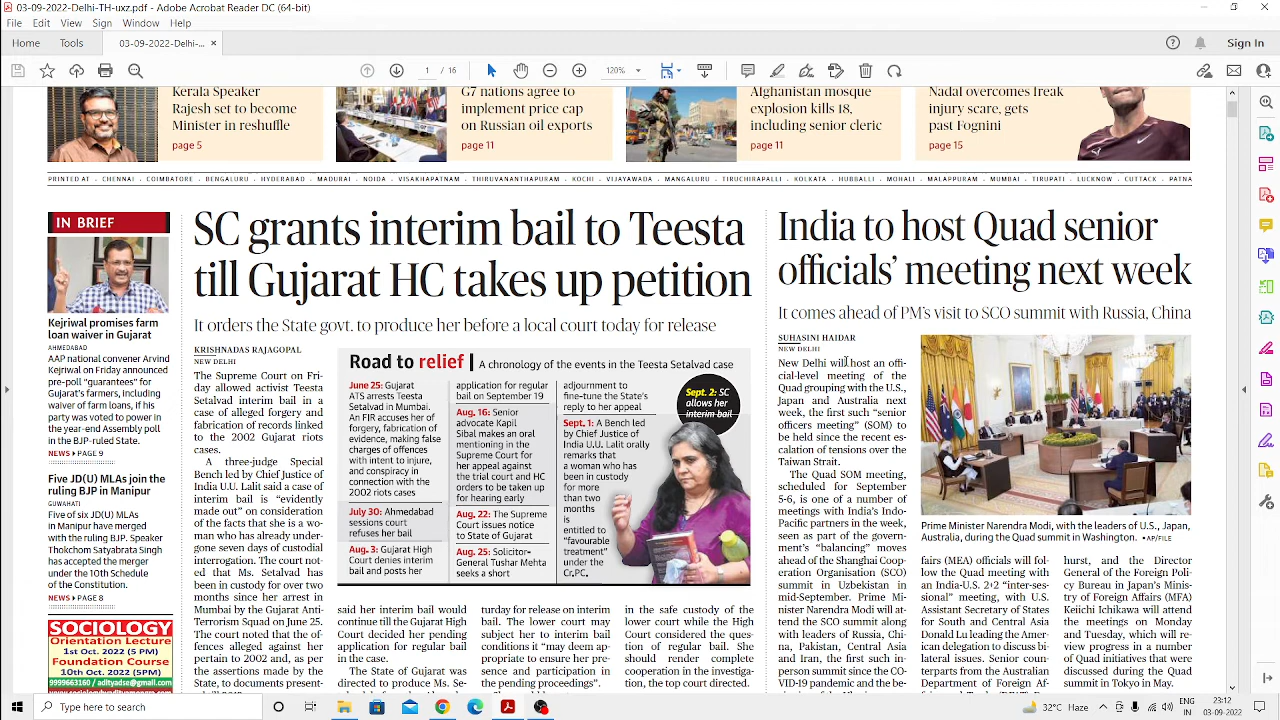 03-09-2022-Delhi-TH-uxz.pdf - Adobe Acrobat Reader DC (64-bit)
File Edit View Sign Window Help
Home Tools 03-09-2022-Delhi-... Sign In
1 / 16 120%
Kerala Speaker
Rajesh set to become
Minister in reshuffle
page 5
G7 nations agree to
implement price cap
on Russian oil exports
page 11
Afghanistan mosque
explosion kills 18,
including senior cleric
page 11
Nadal overcomes freak
injury scare, gets
past Fognini
page 15
PRINTED AT . CHENNAI . COIMBATORE . BENGALURU . HYDERABAD . MADURAI . NOIDA . VISAKHAPATNAM . THIRUVANANTHAPURAM . KOCHI . VIJAYAWADA . MANGALURU . TIRUCHIRAPALLI . KOLKATA . HUBBALLI . MOHALI . MALAPPURAM . MUMBAI . TIRUPATI . LUCKNOW . CUTTACK . PATNA
IN BRIEF
Kejriwal promises farm
loan waiver in Gujarat
AHMEDABAD
AAP national convener Arvind
Kejriwal on Friday announced
pre-poll “guarantees” for
Gujarat's farmers, including
waiver of farm loans, if his
party was voted to power in
the year-end Assembly poll
in the BJP-ruled State.
NEWS ▸ PAGE 9
Five JD(U) MLAs join the
ruling BJP in Manipur
GUWAHATI
Five of six JD(U) MLAs
in Manipur have merged
with the ruling BJP. Speaker
Thokchom Satyabrata Singh
has accepted the merger
under the 10th Schedule
of the Constitution.
NEWS ▸ PAGE 8
SOCIOLOGY
Orientation Lecture
1st Oct. 2022 (5 PM)
Foundation Course
10th Oct. 2022 (5PM)
9999663160 / adityadse@gmail.com
SC grants interim bail to Teesta
till Gujarat HC takes up petition
It orders the State govt. to produce her before a local court today for release
KRISHNADAS RAJAGOPAL
NEW DELHI
The Supreme Court on Fri-
day allowed activist Teesta
Setalvad interim bail in a
case of alleged forgery and
fabrication of records linked
to the 2002 Gujarat riots
cases.
A three-judge Special
Bench led by Chief Justice of
India U.U. Lalit said a case of
interim bail is “evidently
made out” on consideration
of the facts that she is a wo-
man who has already under-
gone seven days of custodial
interrogation. The court not-
ed that Ms. Setalvad has
been in custody for over two
months since her arrest in
Mumbai by the Gujarat Anti-
Terrorism Squad on June 25.
The court noted that the of-
fences alleged against her
pertain to 2002 and, as per
the assertions made by the
State, to documents present-
Road to relief | A chronology of the events in the Teesta Setalvad case
June 25: Gujarat
ATS arrests Teesta
Setalvad in Mumbai.
An FIR accuses her of
forgery, fabrication of
evidence, making false
charges of offences
with intent to injure,
and conspiracy in
connection with the
2002 riots cases
July 30: Ahmedabad
sessions court
refuses her bail
Aug. 3: Gujarat High
Court denies interim
bail and posts her
application for regular
bail on September 19
Aug. 16: Senior
advocate Kapil
Sibal makes an oral
mentioning in the
Supreme Court for
her appeal against
the trial court and HC
orders to be taken up
for hearing early
Aug. 22: The Supreme
Court issues notice
to State of Gujarat
Aug. 25: Solicitor-
General Tushar Mehta
seeks a short
adjournment to
fine-tune the State's
reply to her appeal
Sept. 1: A Bench led
by Chief Justice of
India U.U. Lalit orally
remarks that
a woman who has
been in custody
for more
than two
months
is
entitled to
“favourable
treatment”
under the
Cr.PC.
Sept. 2: SC
allows her
interim bail
said her interim bail would
continue till the Gujarat High
Court decided her pending
application for regular bail
in the case.
The State of Gujarat was
directed to produce Ms. Se-
turday for release on interim
bail. The lower court may
subject her to interim bail
conditions it “may deem ap-
propriate to ensure her pre-
sence and participation in
the pending proceedings”.
in the safe custody of the
lower court while the High
Court considered the ques-
tion of regular bail. She
should render complete
cooperation in the investiga-
tion, the top court directed.
India to host Quad senior
officials’ meeting next week
It comes ahead of PM’s visit to SCO summit with Russia, China
SUHASINI HAIDAR
NEW DELHI
New Delhi will host an offi-
cial-level meeting of the
Quad grouping with the U.S.,
Japan and Australia next
week, the first such “senior
officers meeting” (SOM) to
be held since the recent es-
calation of tensions over the
Taiwan Strait.
The Quad SOM meeting,
scheduled for September
5-6, is one of a number of
meetings with India’s Indo-
Pacific partners in the week,
seen as part of the govern-
ment’s “balancing” moves
ahead of the Shanghai Coop-
eration Organisation (SCO)
summit in Uzbekistan in
mid-September. Prime Mi-
nister Narendra Modi will at-
tend the SCO Summit along
with leaders of Russia, Chi-
na, Pakistan, Central Asia
and Iran, the first such in-
person summit since the CO-
VID-19 pandemic and the be-
Prime Minister Narendra Modi, with the leaders of U.S., Japan,
Australia, during the Quad summit in Washington. •AP/FILE
fairs (MEA) officials will fol-
low the Quad meeting with
an India-U.S. 2+2 “inter-ses-
sional” meeting, with U.S.
Assistant Secretary of States
for South and Central Asia
Donald Lu leading the Amer-
ican delegation to discuss bi-
lateral issues. Senior coun-
terparts from the Australian
Department of Foreign Af-
hurst, and the Director
General of the Foreign Poli-
cy Bureau in Japan’s Minis-
try of Foreign Affairs (MFA)
Keiichi Ichikawa will attend
the meetings on Monday
and Tuesday, which will re-
view progress in a number
of Quad initiatives that were
discussed during the Quad
summit in Tokyo in May.
Type here to search
32°C Haze
ENG
IN
23:12
03-09-2022